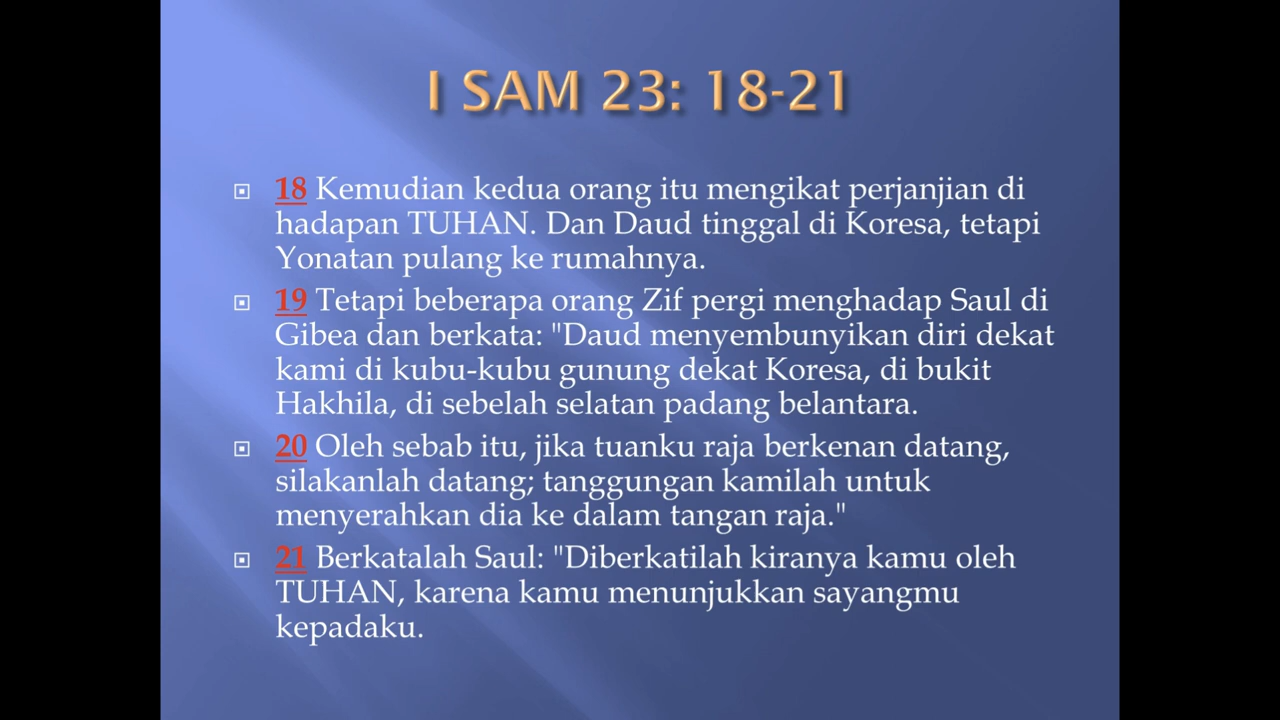 I SAM 23: 18-21
18 Kemudian kedua orang itu mengikat perjanjian di
hadapan TUHAN. Dan Daud tinggal di Koresa, tetapi
Yonatan pulang ke rumahnya.
19 Tetapi beberapa orang Zif pergi menghadap Saul di
Gibea dan berkata: "Daud menyembunyikan diri dekat
kami di kubu-kubu gunung dekat Koresa, di bukit
Hakhila, di sebelah selatan padang belantara.
20 Oleh sebab itu, jika tuanku raja berkenan datang,
silakanlah datang; tanggungan kamilah untuk
menyerahkan dia ke dalam tangan raja."
21 Berkatalah Saul: "Diberkatilah kiranya kamu oleh
TUHAN, karena kamu menunjukkan sayangmu
kepadaku.